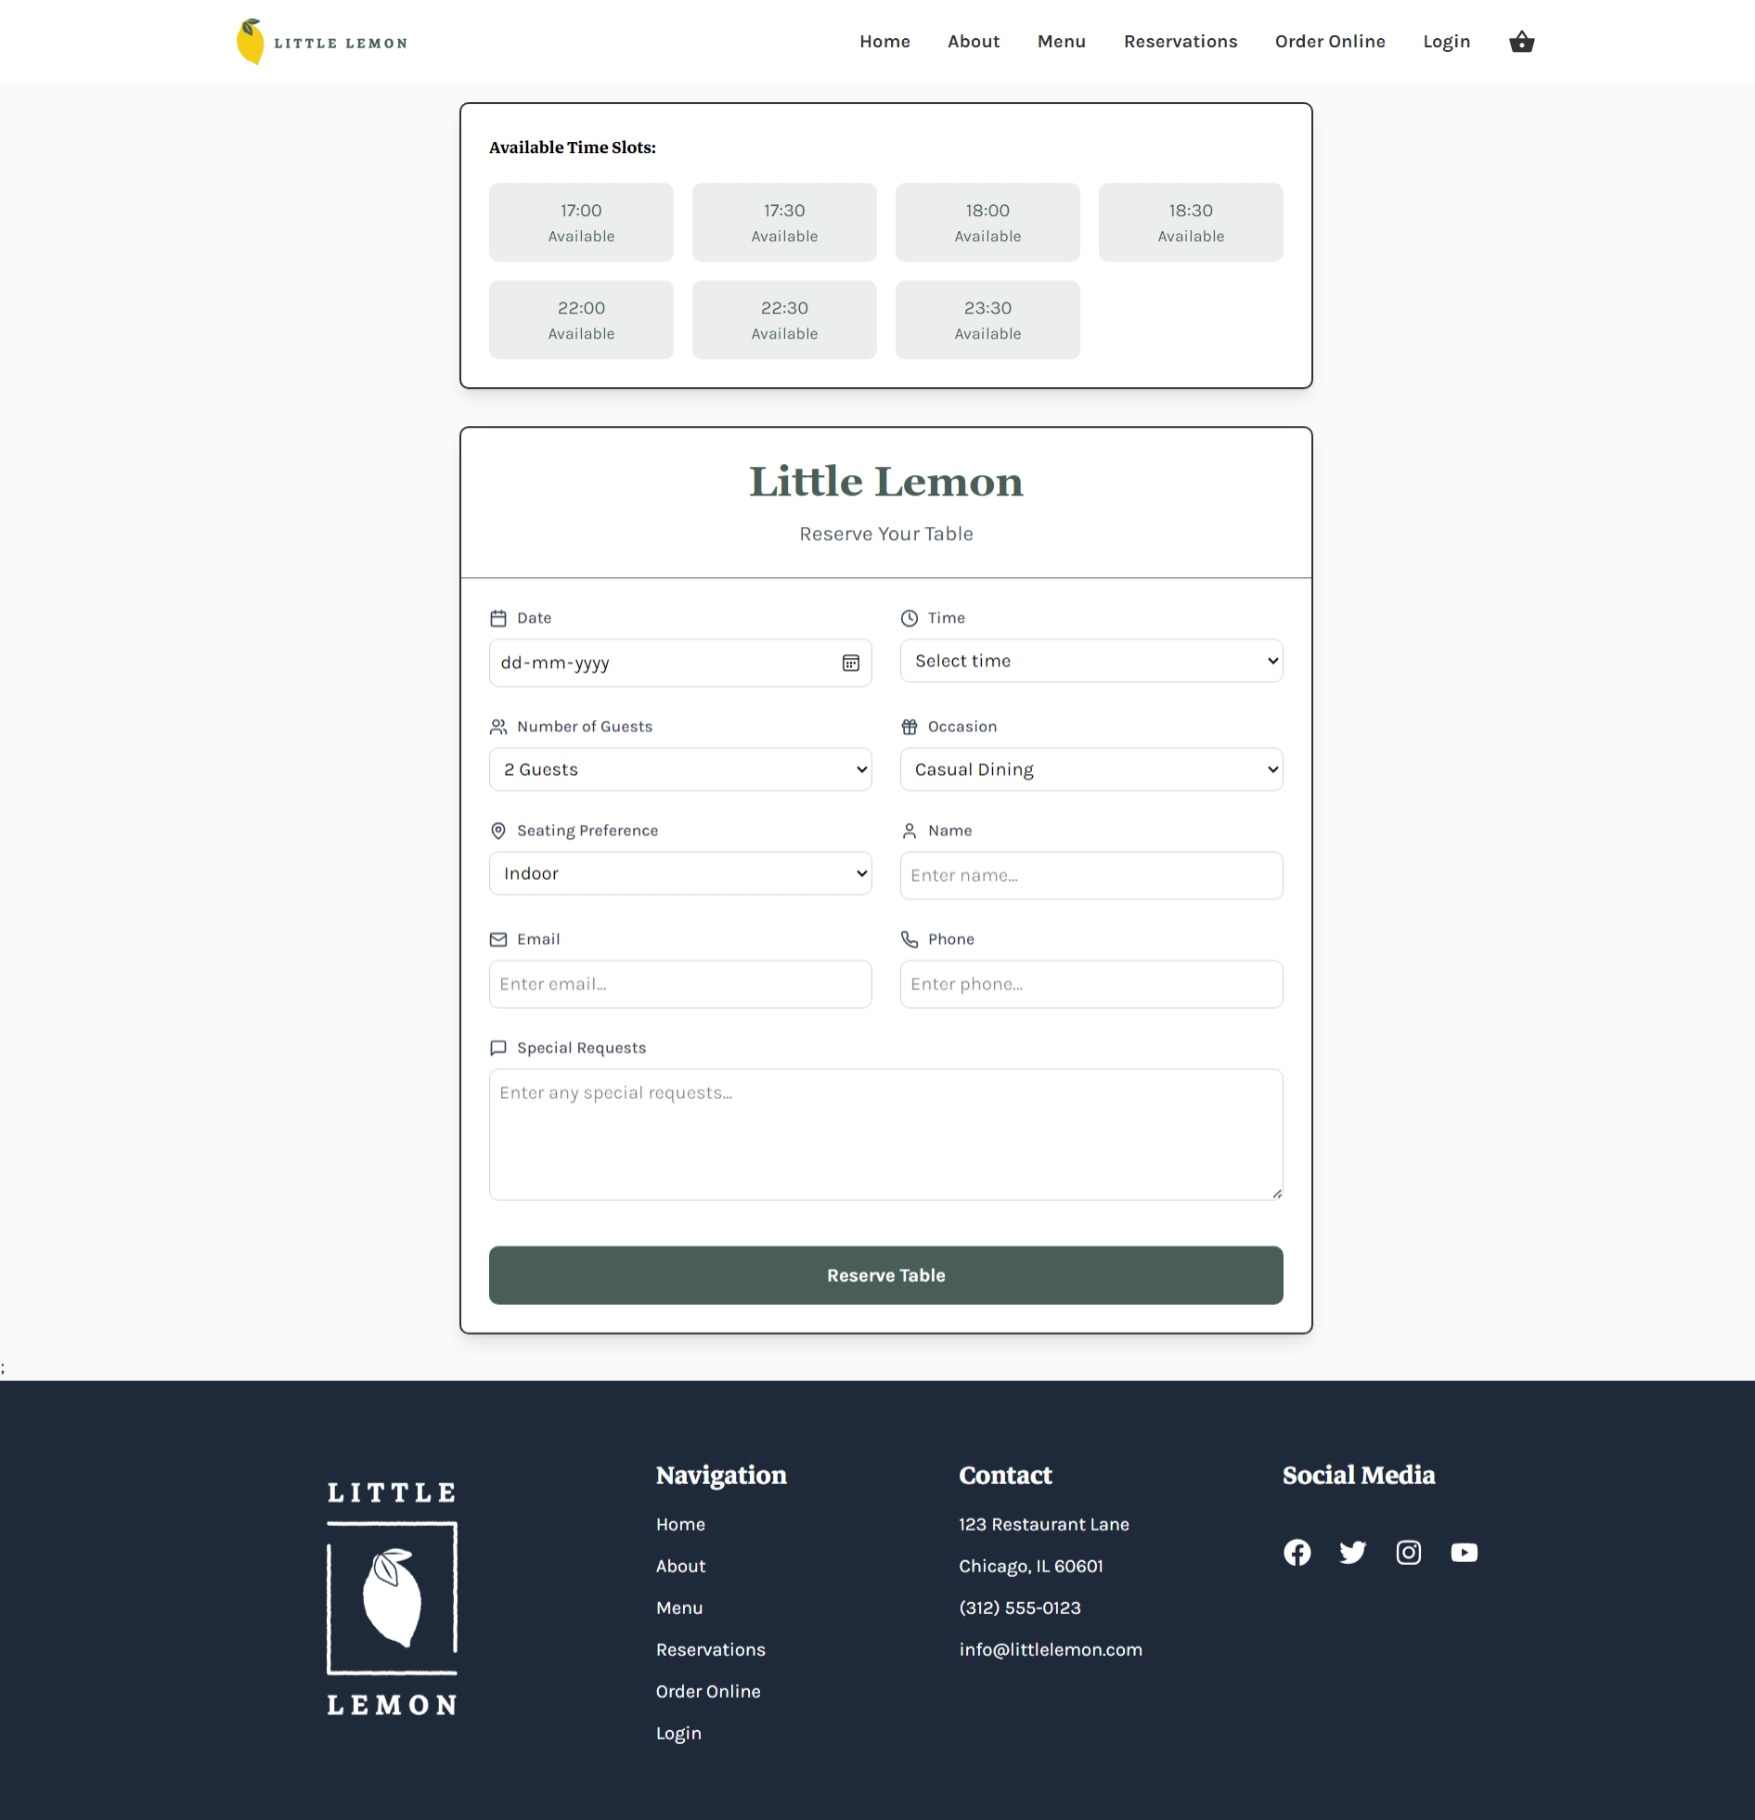 LITTLE LEMON
Home About Menu Reservations Order Online Login
Available Time Slots:
17:00 17:30 18:00 18:30
Available Available Available Available
22:00 22:30 23:30
Available Available Available
Little Lemon
Reserve Your Table
Date Time
dd-mm-yyyy Select time
Number of Guests Occasion
2 Guests Casual Dining
Seating Preference Name
Indoor Enter name...
Email Phone
Enter email... Enter phone...
Special Requests
Enter any special requests...
Reserve Table
;
LITTLE
LEMON
Navigation
Home
About
Menu
Reservations
Order Online
Login
Contact
123 Restaurant Lane
Chicago, IL 60601
(312) 555-0123
info@littlelemon.com
Social Media